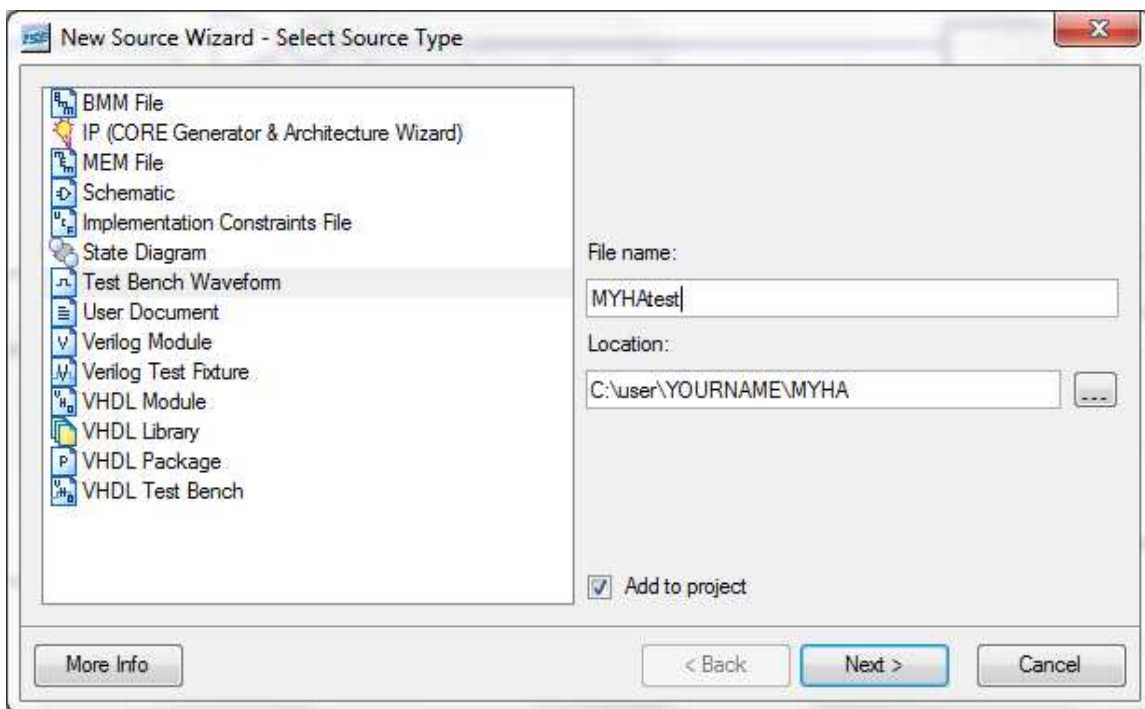 ISE New Source Wizard - Select Source Type
BMM File
IP (CORE Generator & Architecture Wizard)
MEM File
Schematic
Implementation Constraints File
State Diagram
Test Bench Waveform
User Document
Verilog Module
Verilog Test Fixture
VHDL Module
VHDL Library
VHDL Package
VHDL Test Bench
File name:
MYHAtest
Location:
C:\user\YOURNAME\MYHA
...
Add to project
More Info
< Back
Next >
Cancel